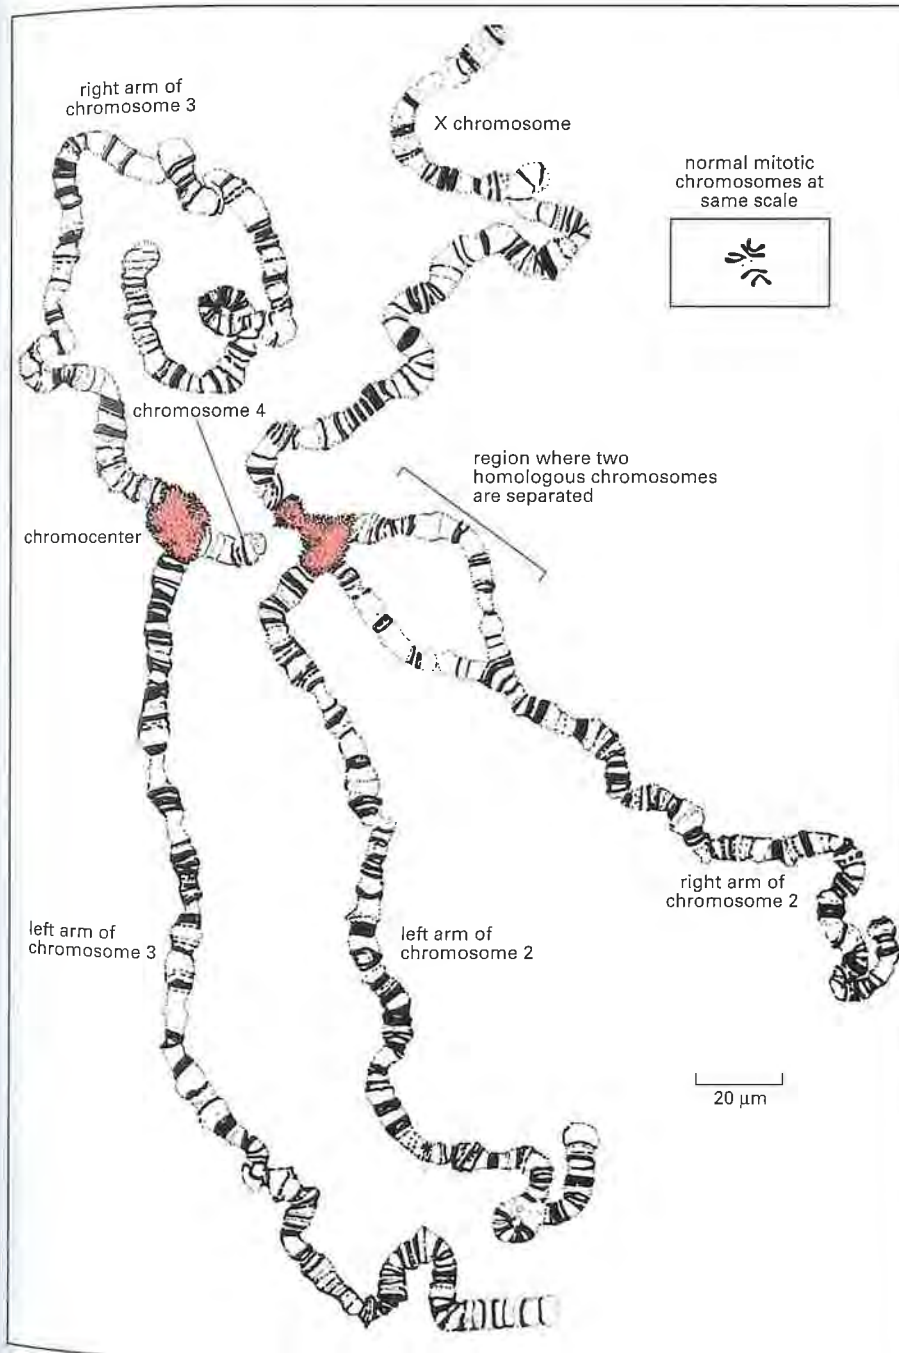 right arm of
chromosome 3
X chromosome
normal mitotic
chromosomes at
same scale
chromosome 4
region where two
homologous chromosomes
are separated
chromocenter
right arm of
chromosome 2
left arm of
chromosome 3
left arm of
chromosome 2
20 μm